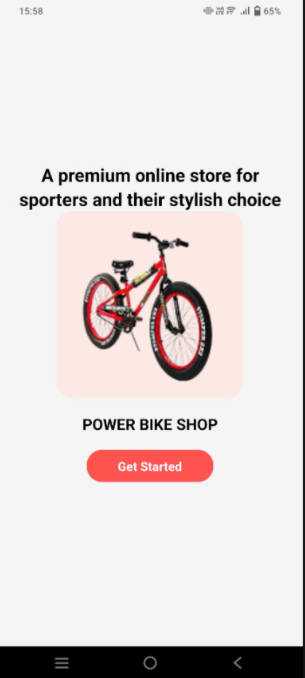 15:58
65%
A premium online store for
sporters and their stylish choice
POWER BIKE SHOP
Get Started